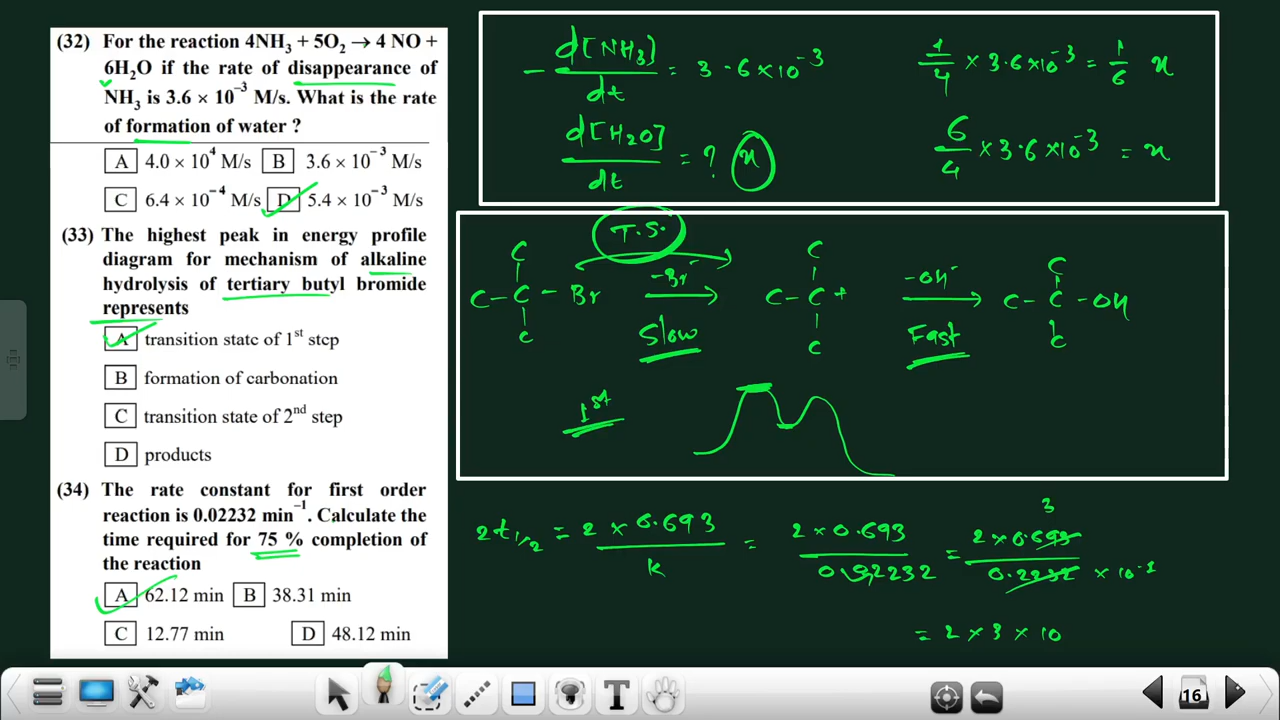 (32) For the reaction 4NH₃ + 5O₂ → 4 NO +
6H₂O if the rate of disappearance of
NH₃ is 3.6 × 10⁻³ M/s. What is the rate
of formation of water ?
A 4.0 × 10⁴ M/s B 3.6 × 10⁻³ M/s
C 6.4 × 10⁻⁴ M/s D 5.4 × 10⁻³ M/s
(33) The highest peak in energy profile
diagram for mechanism of alkaline
hydrolysis of tertiary butyl bromide
represents
A transition state of 1st step
B formation of carbonation
C transition state of 2nd step
D products
(34) The rate constant for first order
reaction is 0.02232 min⁻¹. Calculate the
time required for 75 % completion of
the reaction
A 62.12 min B 38.31 min
C 12.77 min D 48.12 min
- d[NH3]/dt = 3.6×10⁻³
d[H2O]/dt = ? x
1/4 × 3.6×10⁻³ = 1/6 x
6/4 × 3.6×10⁻³ = x
T.S.
C C C
C-C-Br -Br⁻ C-C+ -OH⁻ C-C-OH
C Slow C Fast C
1st
2t1/2 = 2 × 0.693/k = 2 × 0.693/0.02232 = 2 × 0.693/0.2232 × 10⁻¹
3
= 2 × 3 × 10
16